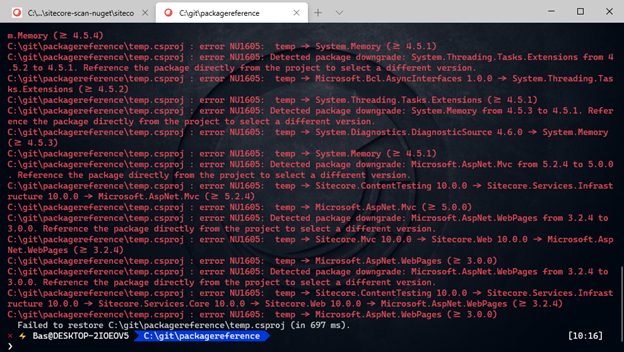 C:\...\sitecore-scan-nuget\siteco
C:\git\packagereference
m.Memory (≥ 4.5.4)
C:\git\packagereference\temp.csproj : error NU1605:  temp → System.Memory (≥ 4.5.1)
C:\git\packagereference\temp.csproj : error NU1605: Detected package downgrade: System.Threading.Tasks.Extensions from 4
.5.2 to 4.5.1. Reference the package directly from the project to select a different version.
C:\git\packagereference\temp.csproj : error NU1605:  temp → Microsoft.Bcl.AsyncInterfaces 1.0.0 → System.Threading.Tas
ks.Extensions (≥ 4.5.2)
C:\git\packagereference\temp.csproj : error NU1605:  temp → System.Threading.Tasks.Extensions (≥ 4.5.1)
C:\git\packagereference\temp.csproj : error NU1605: Detected package downgrade: System.Memory from 4.5.3 to 4.5.1. Refer
ence the package directly from the project to select a different version.
C:\git\packagereference\temp.csproj : error NU1605:  temp → System.Diagnostics.DiagnosticSource 4.6.0 → System.Memory
(≥ 4.5.3)
C:\git\packagereference\temp.csproj : error NU1605:  temp → System.Memory (≥ 4.5.1)
C:\git\packagereference\temp.csproj : error NU1605: Detected package downgrade: Microsoft.AspNet.Mvc from 5.2.4 to 5.0.0
. Reference the package directly from the project to select a different version.
C:\git\packagereference\temp.csproj : error NU1605:  temp → Sitecore.ContentTesting 10.0.0 → Sitecore.Services.Infrast
ructure 10.0.0 → Microsoft.AspNet.Mvc (≥ 5.2.4)
C:\git\packagereference\temp.csproj : error NU1605:  temp → Microsoft.AspNet.Mvc (≥ 5.0.0)
C:\git\packagereference\temp.csproj : error NU1605: Detected package downgrade: Microsoft.AspNet.WebPages from 3.2.4 to
3.0.0. Reference the package directly from the project to select a different version.
C:\git\packagereference\temp.csproj : error NU1605:  temp → Sitecore.Mvc 10.0.0 → Sitecore.Web 10.0.0 → Microsoft.Asp
Net.WebPages (≥ 3.2.4)
C:\git\packagereference\temp.csproj : error NU1605:  temp → Microsoft.AspNet.WebPages (≥ 3.0.0)
C:\git\packagereference\temp.csproj : error NU1605: Detected package downgrade: Microsoft.AspNet.WebPages from 3.2.4 to
3.0.0. Reference the package directly from the project to select a different version.
C:\git\packagereference\temp.csproj : error NU1605:  temp → Sitecore.ContentTesting 10.0.0 → Sitecore.Services.Infrast
ructure 10.0.0 → Sitecore.Services.Core 10.0.0 → Sitecore.Web 10.0.0 → Microsoft.AspNet.WebPages (≥ 3.2.4)
C:\git\packagereference\temp.csproj : error NU1605:  temp → Microsoft.AspNet.WebPages (≥ 3.0.0)
  Failed to restore C:\git\packagereference\temp.csproj (in 697 ms).
× ⚡ Bas@DESKTOP-2IOEOV5 C:\git\packagereference [10:16]
❯